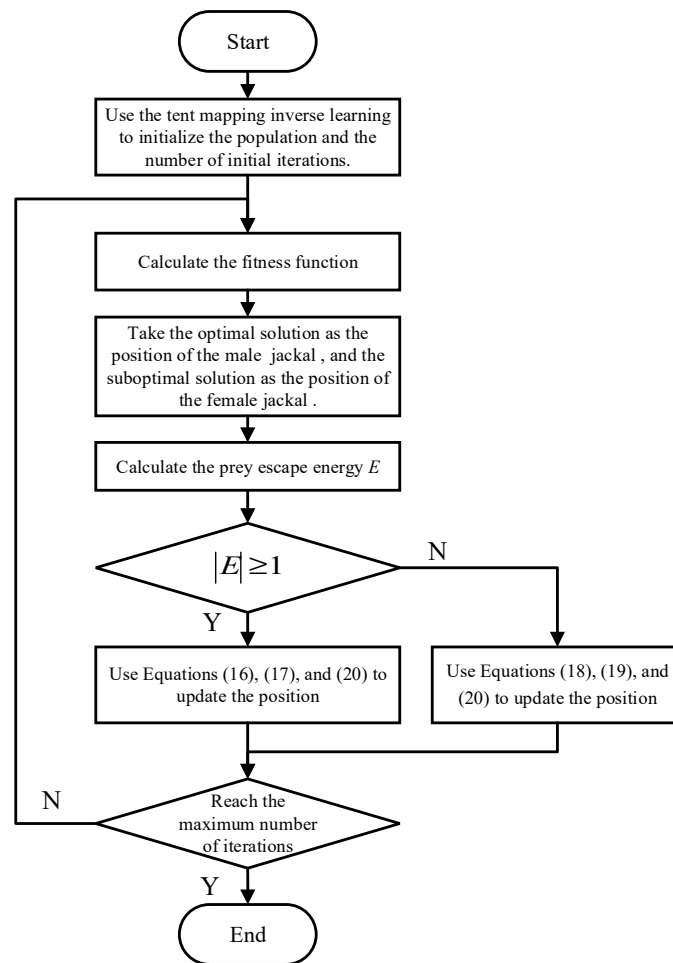 Start
Use the tent mapping inverse learning
to initialize the population and the
number of initial iterations.
Calculate the fitness function
Take the optimal solution as the
position of the male jackal , and the
suboptimal solution as the position of
the female jackal .
Calculate the prey escape energy E
|E| ≥1
N
Y
Use Equations (16), (17), and (20) to
update the position
Use Equations (18), (19), and
(20) to update the position
N
Reach the
maximum number
of iterations
Y
End